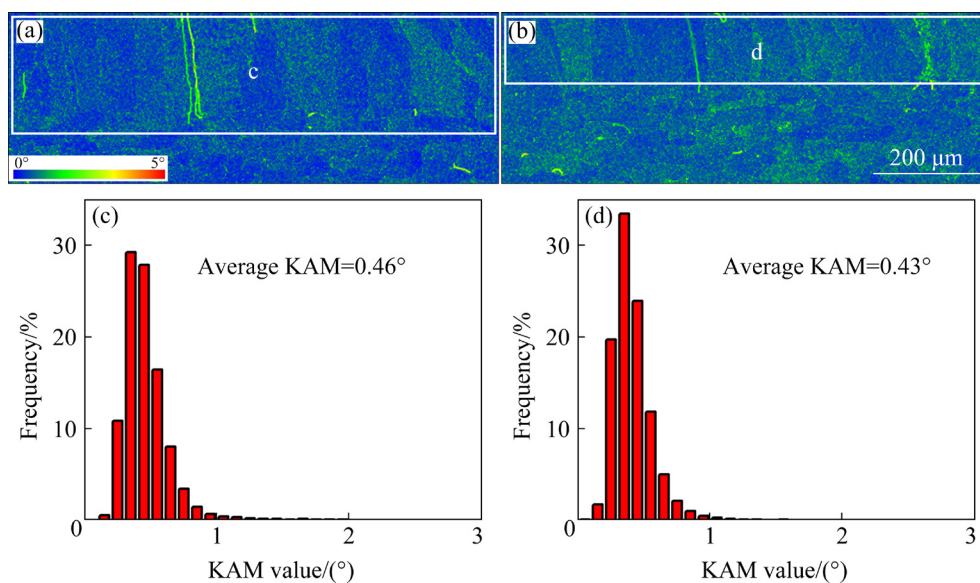 (a)
c
0°
5°
(b)
d
200 μm
(c)
Average KAM=0.46°
Frequency/%
30
20
10
0
1
2
3
KAM value/(°)
(d)
Average KAM=0.43°
Frequency/%
30
20
10
0
1
2
3
KAM value/(°)